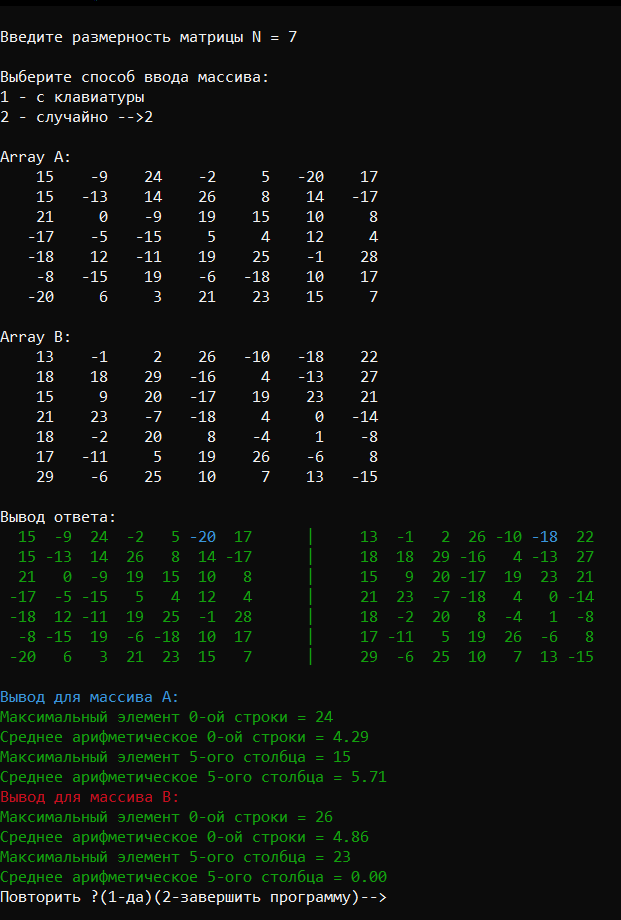 Введите размерность матрицы N = 7
Выберите способ ввода массива:
1 - с клавиатуры
2 - случайно -->2
Array A:
15 -9 24 -2 5 -20 17
15 -13 14 26 8 14 -17
21 0 -9 19 15 10 8
-17 -5 -15 5 4 12 4
-18 12 -11 19 25 -1 28
-8 -15 19 -6 -18 10 17
-20 6 3 21 23 15 7
Array B:
13 -1 2 26 -10 -18 22
18 18 29 -16 4 -13 27
15 9 20 -17 19 23 21
21 23 -7 -18 4 0 -14
18 -2 20 8 -4 1 -8
17 -11 5 19 26 -6 8
29 -6 25 10 7 13 -15
Вывод ответа:
15 -9 24 -2 5 -20 17 | 13 -1 2 26 -10 -18 22
15 -13 14 26 8 14 -17 | 18 18 29 -16 4 -13 27
21 0 -9 19 15 10 8 | 15 9 20 -17 19 23 21
-17 -5 -15 5 4 12 4 | 21 23 -7 -18 4 0 -14
-18 12 -11 19 25 -1 28 | 18 -2 20 8 -4 1 -8
-8 -15 19 -6 -18 10 17 | 17 -11 5 19 26 -6 8
-20 6 3 21 23 15 7 | 29 -6 25 10 7 13 -15
Вывод для массива A:
Максимальный элемент 0-ой строки = 24
Среднее арифметическое 0-ой строки = 4.29
Максимальный элемент 5-ого столбца = 15
Среднее арифметическое 5-ого столбца = 5.71
Вывод для массива B:
Максимальный элемент 0-ой строки = 26
Среднее арифметическое 0-ой строки = 4.86
Максимальный элемент 5-ого столбца = 23
Среднее арифметическое 5-ого столбца = 0.00
Повторить ?(1-да)(2-завершить программу)-->